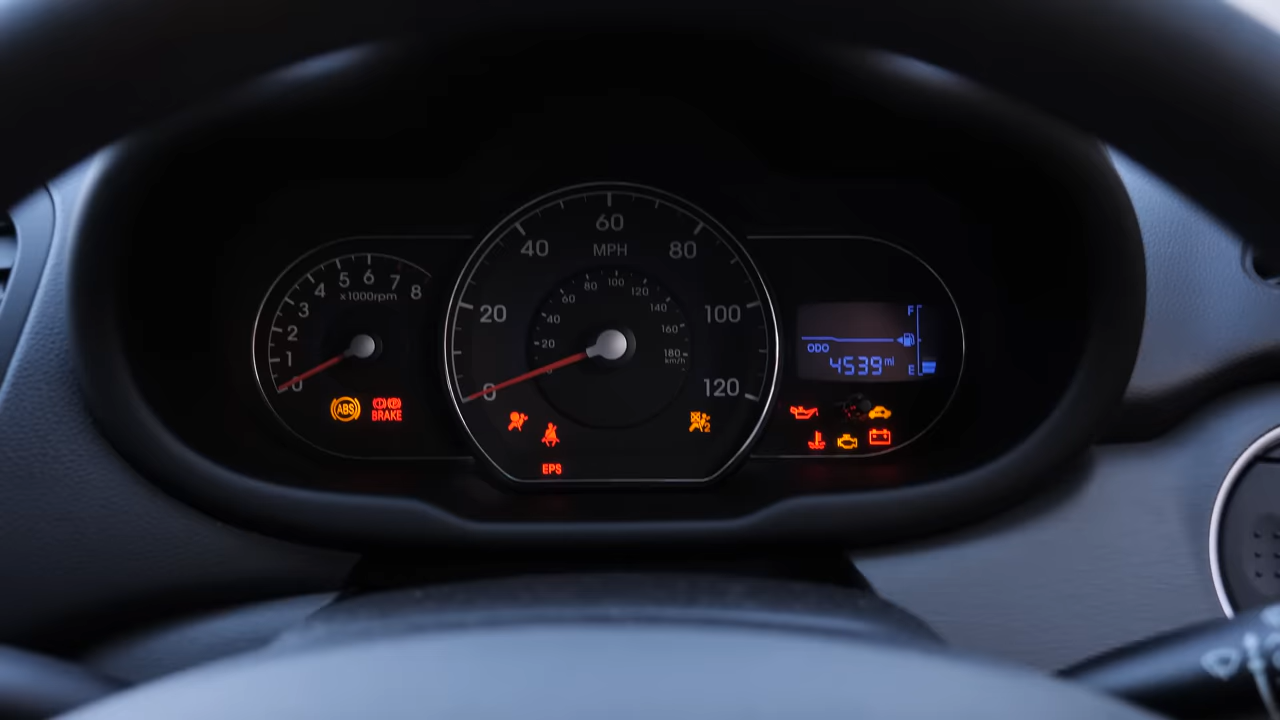 0 1 2 3 4 5 6 7 8
x1000rpm
ABS
BRAKE
0 20 40 60 80 100 120
MPH
20 40 60 80 100 120 140 160 180
km/h
EPS
2
F
ODO
4539 mi
E